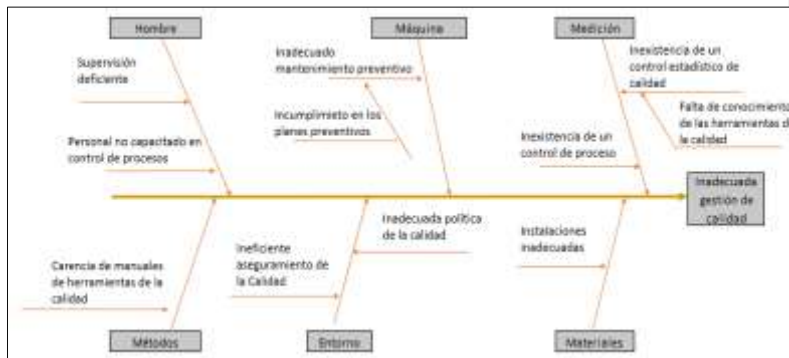 Hombre
Máquina
Medición
Supervisión
deficiente
Inadecuado
mantenimiento preventivo
Inexistencia de un
control estadístico de
calidad
Incumplimieto en los
planes preventivos
Falta de conocimiento
de las herramientas de
la calidad
Personal no capacitado en
control de procesos
Inexistencia de un
control de proceso
Inadecuada
gestión de
calidad
Carencia de manuales
de herramientas de la
calidad
Ineficiente
aseguramiento de
la Calidad
Inadecuada política
de la calidad
Instalaciones
inadecuadas
Métodos
Entorno
Materiales